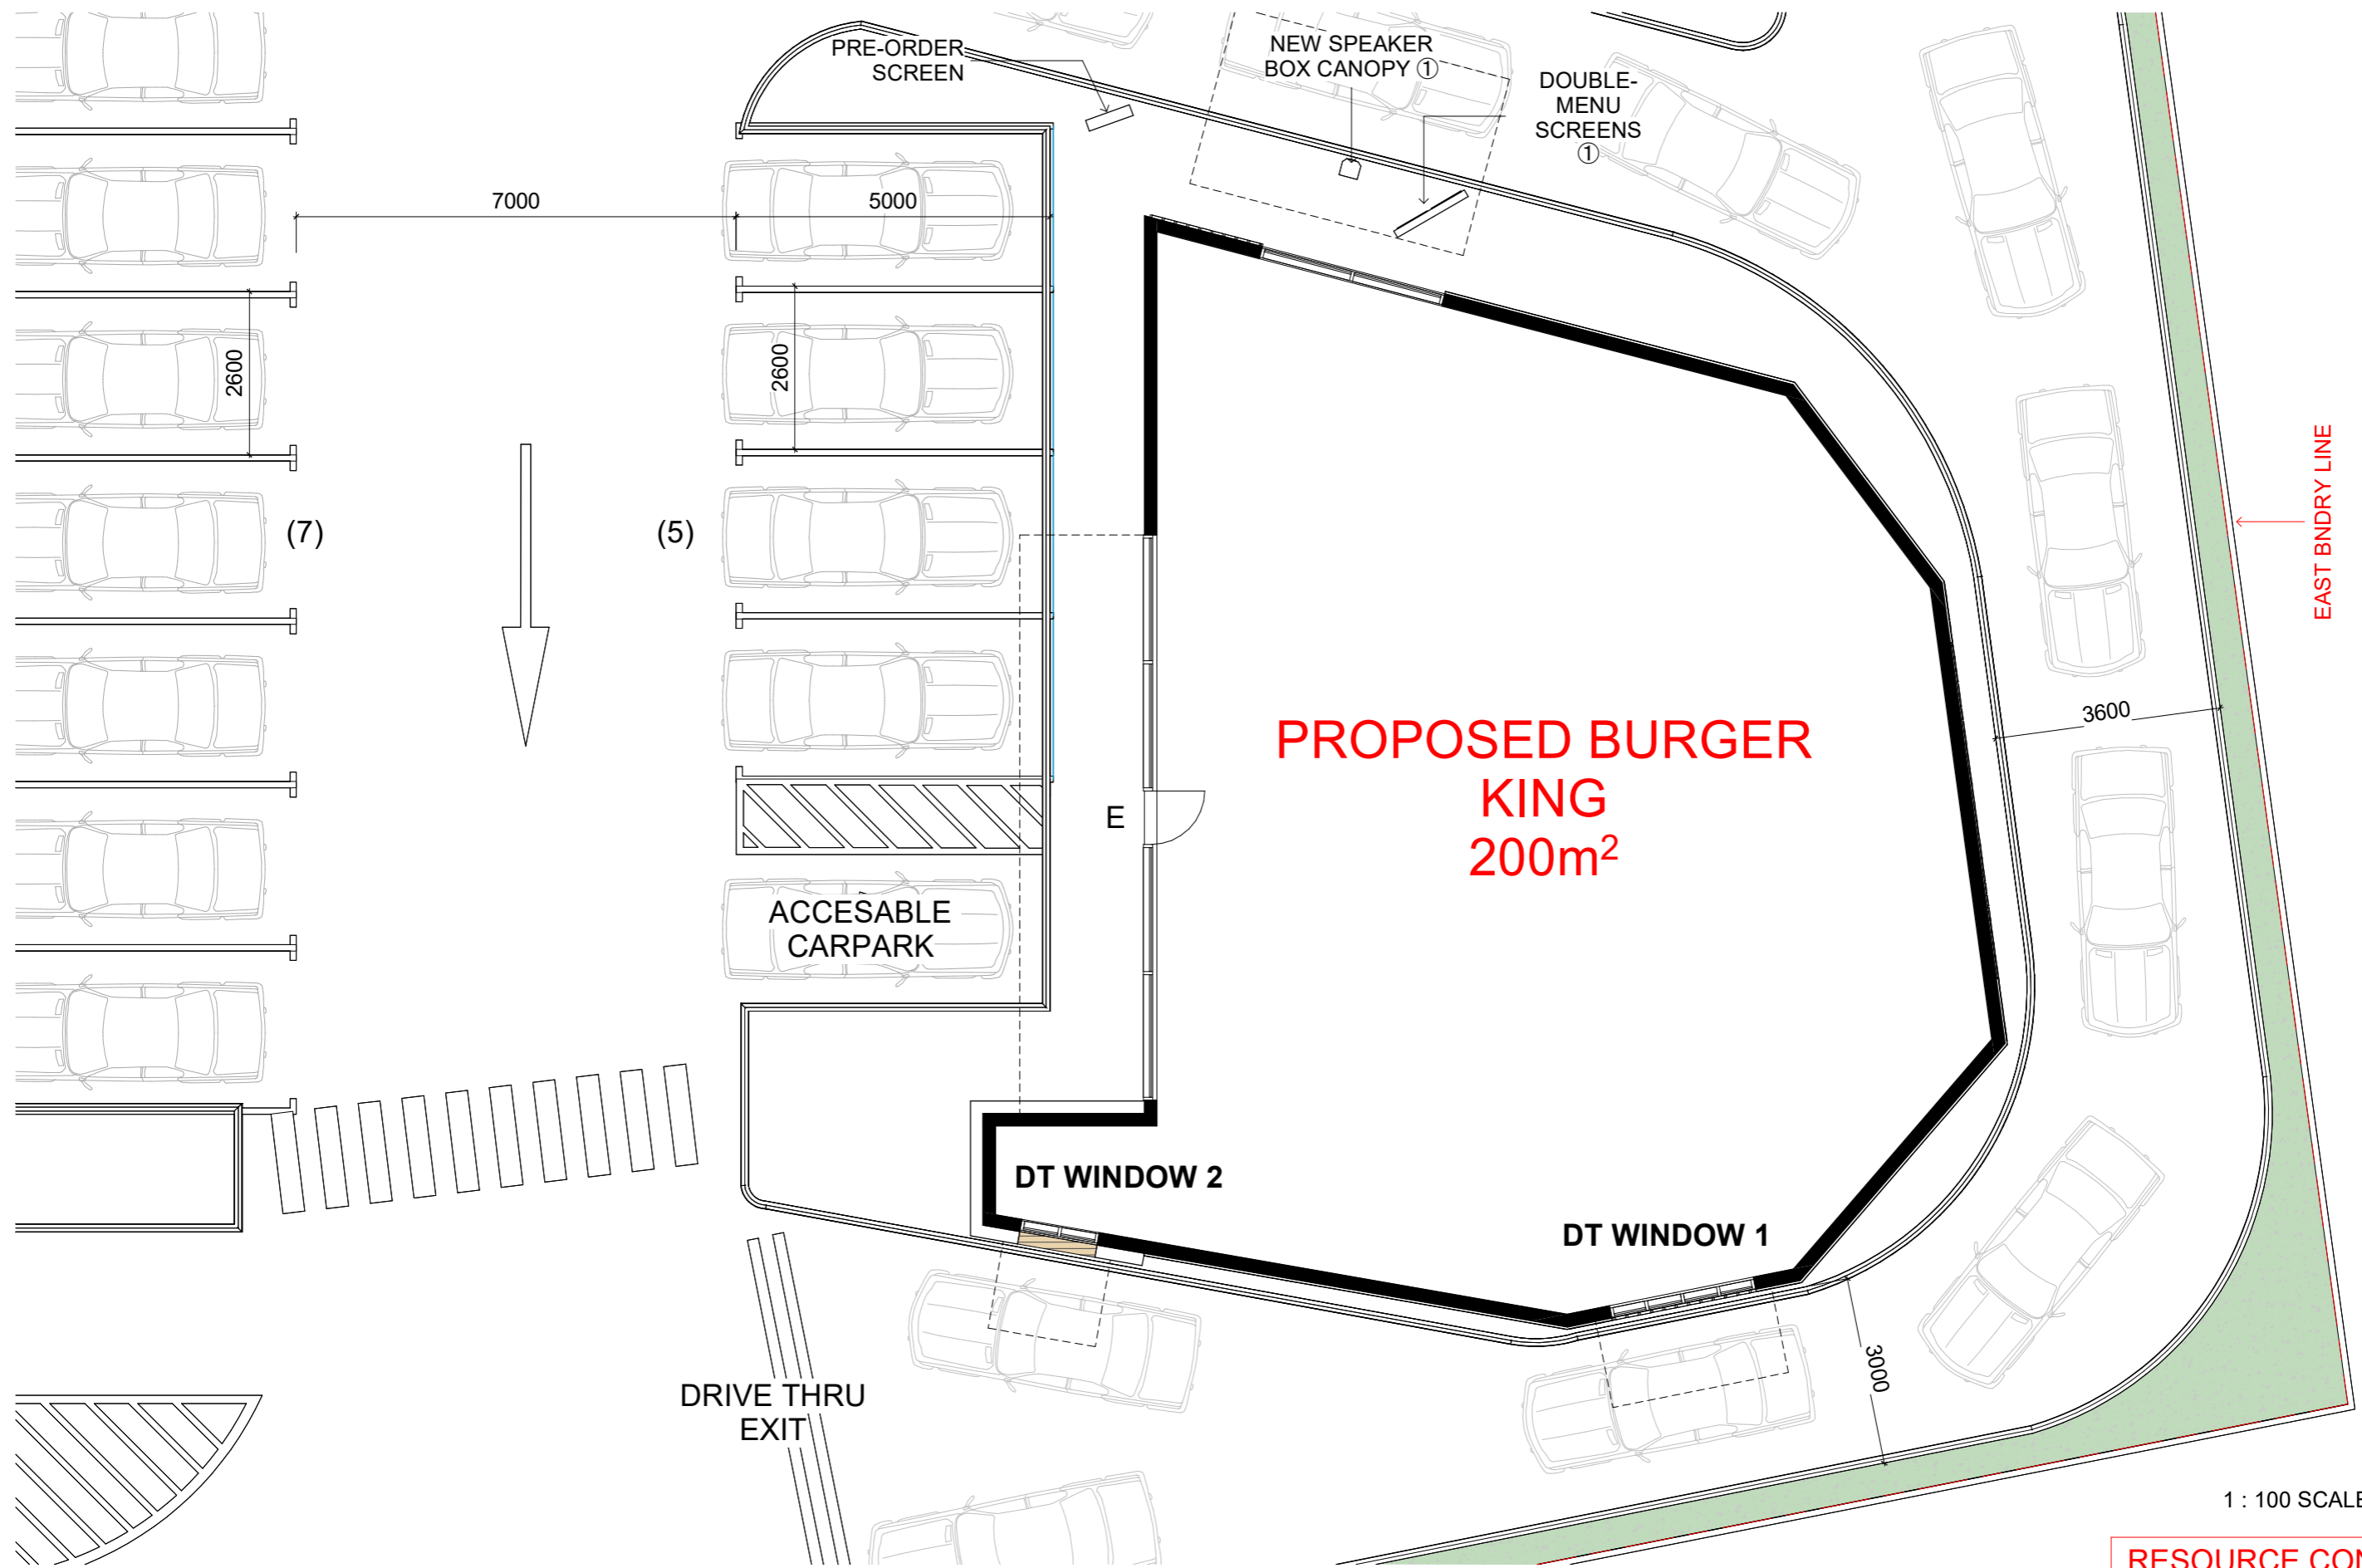 PRE-ORDER
SCREEN
NEW SPEAKER
BOX CANOPY ①
DOUBLE-
MENU
SCREENS
①
7000
5000
2600
2600
(7)
(5)
EAST BNDRY LINE
3600
PROPOSED BURGER
KING
200m²
E
ACCESABLE
CARPARK
DT WINDOW 2
DT WINDOW 1
3000
DRIVE THRU
EXIT
1 : 100 SCALE
RESOURCE CON